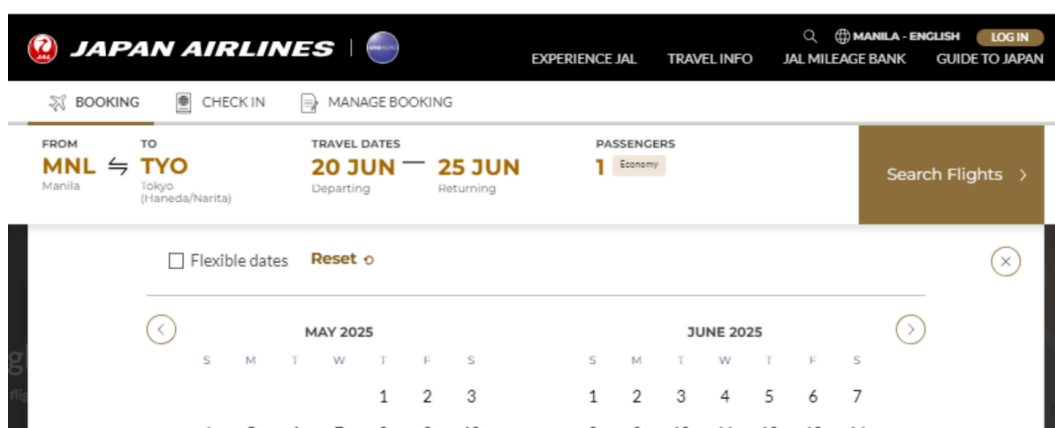 JAPAN AIRLINES
MANILA - ENGLISH LOG IN
EXPERIENCE JAL TRAVEL INFO JAL MILEAGE BANK GUIDE TO JAPAN
BOOKING CHECK IN MANAGE BOOKING
FROM TO TRAVEL DATES PASSENGERS
MNL TYO 20 JUN — 25 JUN 1 Economy
Manila Tokyo Departing Returning
(Haneda/Narita)
Search Flights
Flexible dates Reset
MAY 2025 JUNE 2025
S M T W T F S S M T W T F S
1 2 3 1 2 3 4 5 6 7